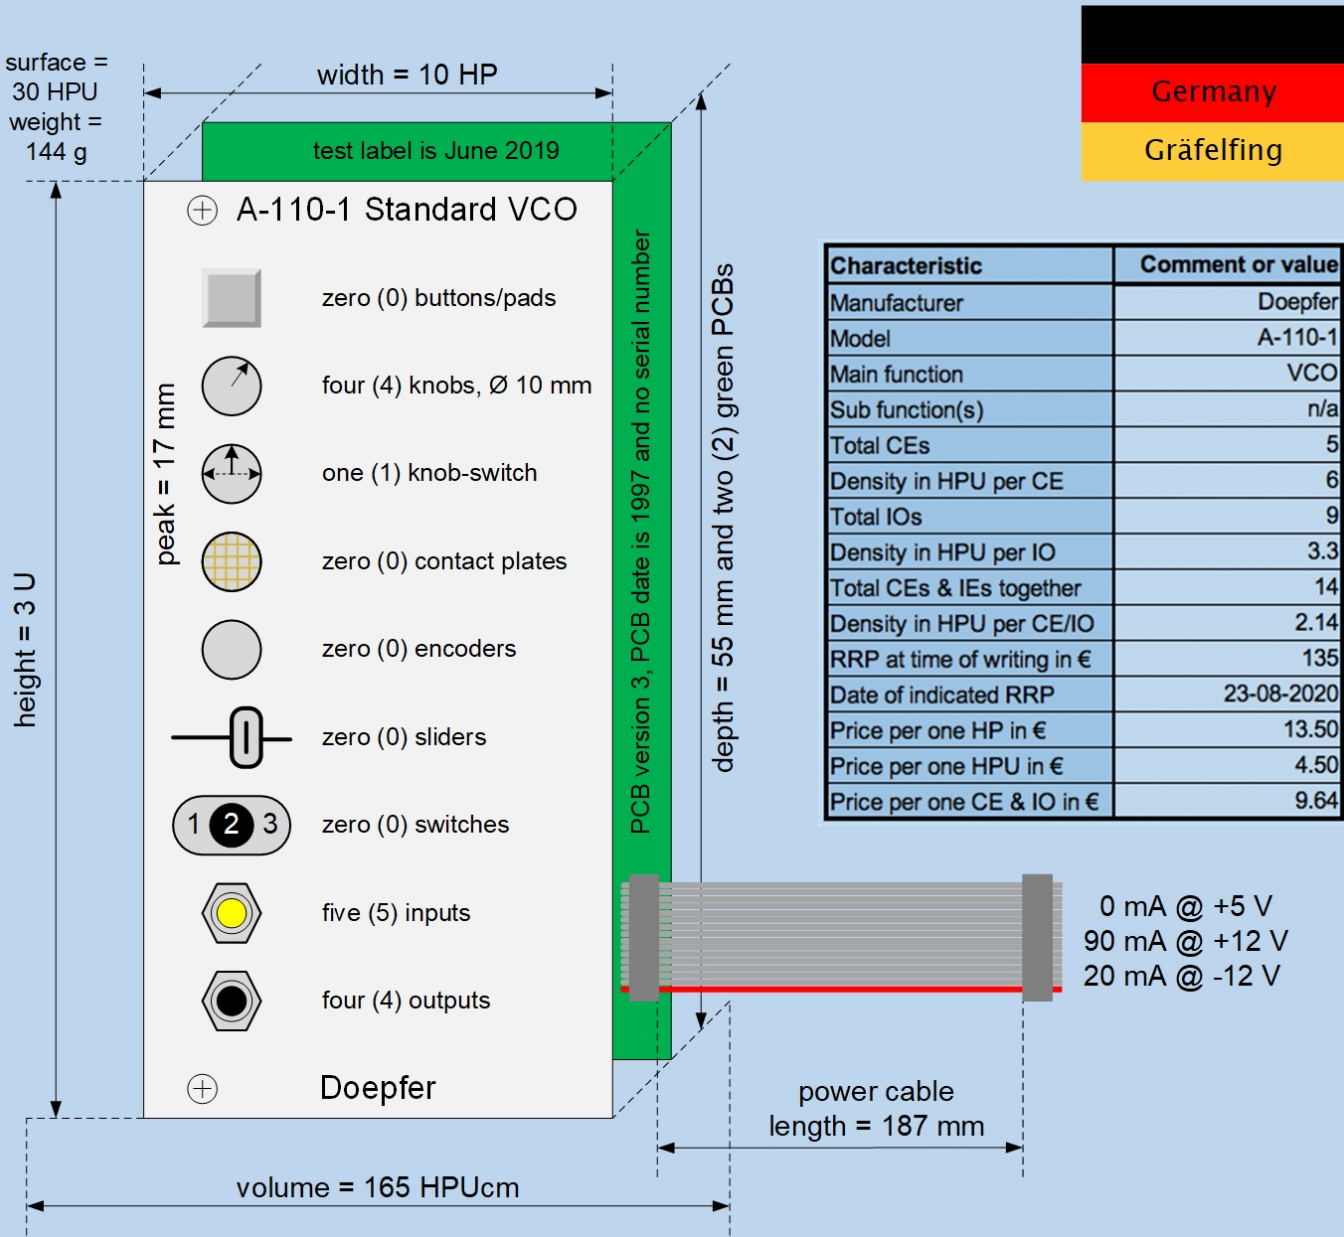 surface =
30 HPU
weight =
144 g
width = 10 HP
Germany
Gräfelfing
test label is June 2019
A-110-1 Standard VCO
zero (0) buttons/pads
four (4) knobs, Ø 10 mm
one (1) knob-switch
zero (0) contact plates
zero (0) encoders
zero (0) sliders
1 2 3
zero (0) switches
five (5) inputs
four (4) outputs
Doepfer
peak = 17 mm
height = 3 U
PCB version 3, PCB date is 1997 and no serial number
depth = 55 mm and two (2) green PCBs
Characteristic Comment or value
Manufacturer Doepfer
Model A-110-1
Main function VCO
Sub function(s) n/a
Total CEs 5
Density in HPU per CE 6
Total IOs 9
Density in HPU per IO 3.3
Total CEs & IEs together 14
Density in HPU per CE/IO 2.14
RRP at time of writing in € 135
Date of indicated RRP 23-08-2020
Price per one HP in € 13.50
Price per one HPU in € 4.50
Price per one CE & IO in € 9.64
0 mA @ +5 V
90 mA @ +12 V
20 mA @ -12 V
power cable
length = 187 mm
volume = 165 HPUcm